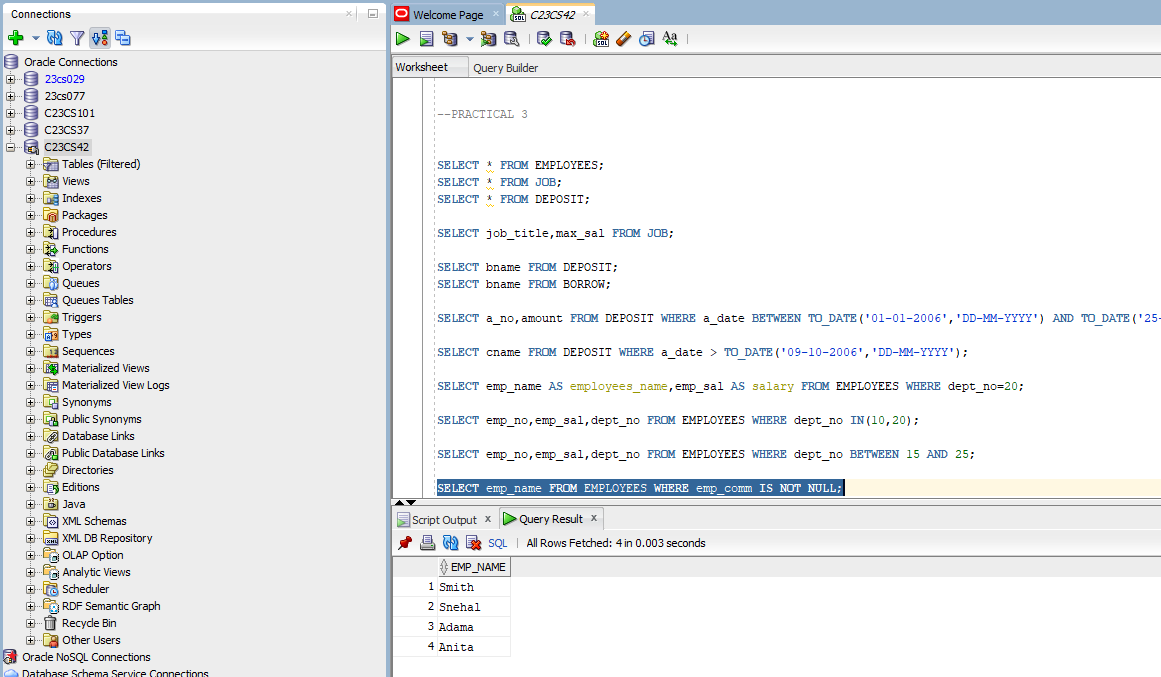 Connections
Oracle Connections
23cs029
23cs077
C23CS101
C23CS37
C23CS42
Tables (Filtered)
Views
Indexes
Packages
Procedures
Functions
Operators
Queues
Queues Tables
Triggers
Types
Sequences
Materialized Views
Materialized View Logs
Synonyms
Public Synonyms
Database Links
Public Database Links
Directories
Editions
Java
XML Schemas
XML DB Repository
OLAP Option
Analytic Views
Scheduler
RDF Semantic Graph
Recycle Bin
Other Users
Oracle NoSQL Connections
Database Schema Service Connections
Welcome Page
C23CS42
Worksheet
Query Builder
--PRACTICAL 3
SELECT * FROM EMPLOYEES;
SELECT * FROM JOB;
SELECT * FROM DEPOSIT;
SELECT job_title,max_sal FROM JOB;
SELECT bname FROM DEPOSIT;
SELECT bname FROM BORROW;
SELECT a_no,amount FROM DEPOSIT WHERE a_date BETWEEN TO_DATE('01-01-2006','DD-MM-YYYY') AND TO_DATE('25-
SELECT cname FROM DEPOSIT WHERE a_date > TO_DATE('09-10-2006','DD-MM-YYYY');
SELECT emp_name AS employees_name,emp_sal AS salary FROM EMPLOYEES WHERE dept_no=20;
SELECT emp_no,emp_sal,dept_no FROM EMPLOYEES WHERE dept_no IN(10,20);
SELECT emp_no,emp_sal,dept_no FROM EMPLOYEES WHERE dept_no BETWEEN 15 AND 25;
SELECT emp_name FROM EMPLOYEES WHERE emp_comm IS NOT NULL;
Script Output
Query Result
SQL
All Rows Fetched: 4 in 0.003 seconds
EMP_NAME
1 Smith
2 Snehal
3 Adama
4 Anita